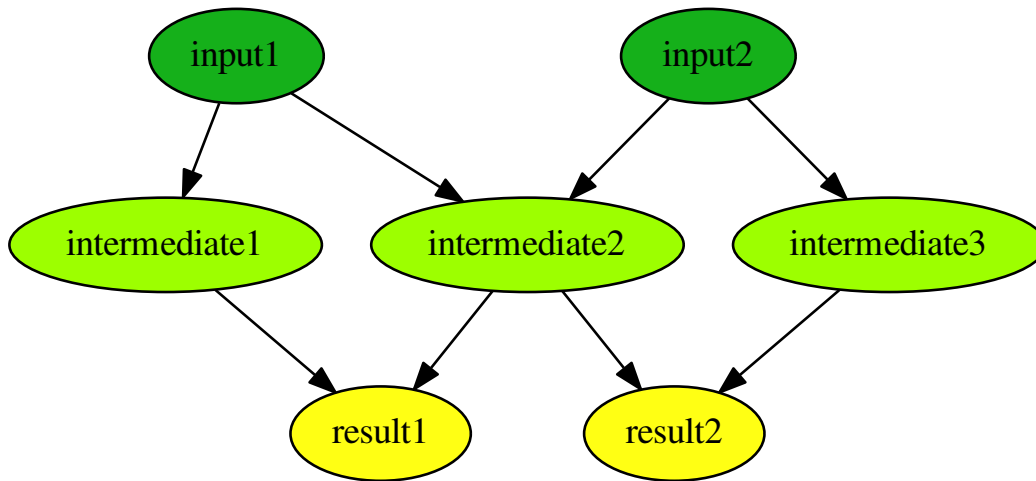 input1
input2
intermediate1
intermediate2
intermediate3
result1
result2